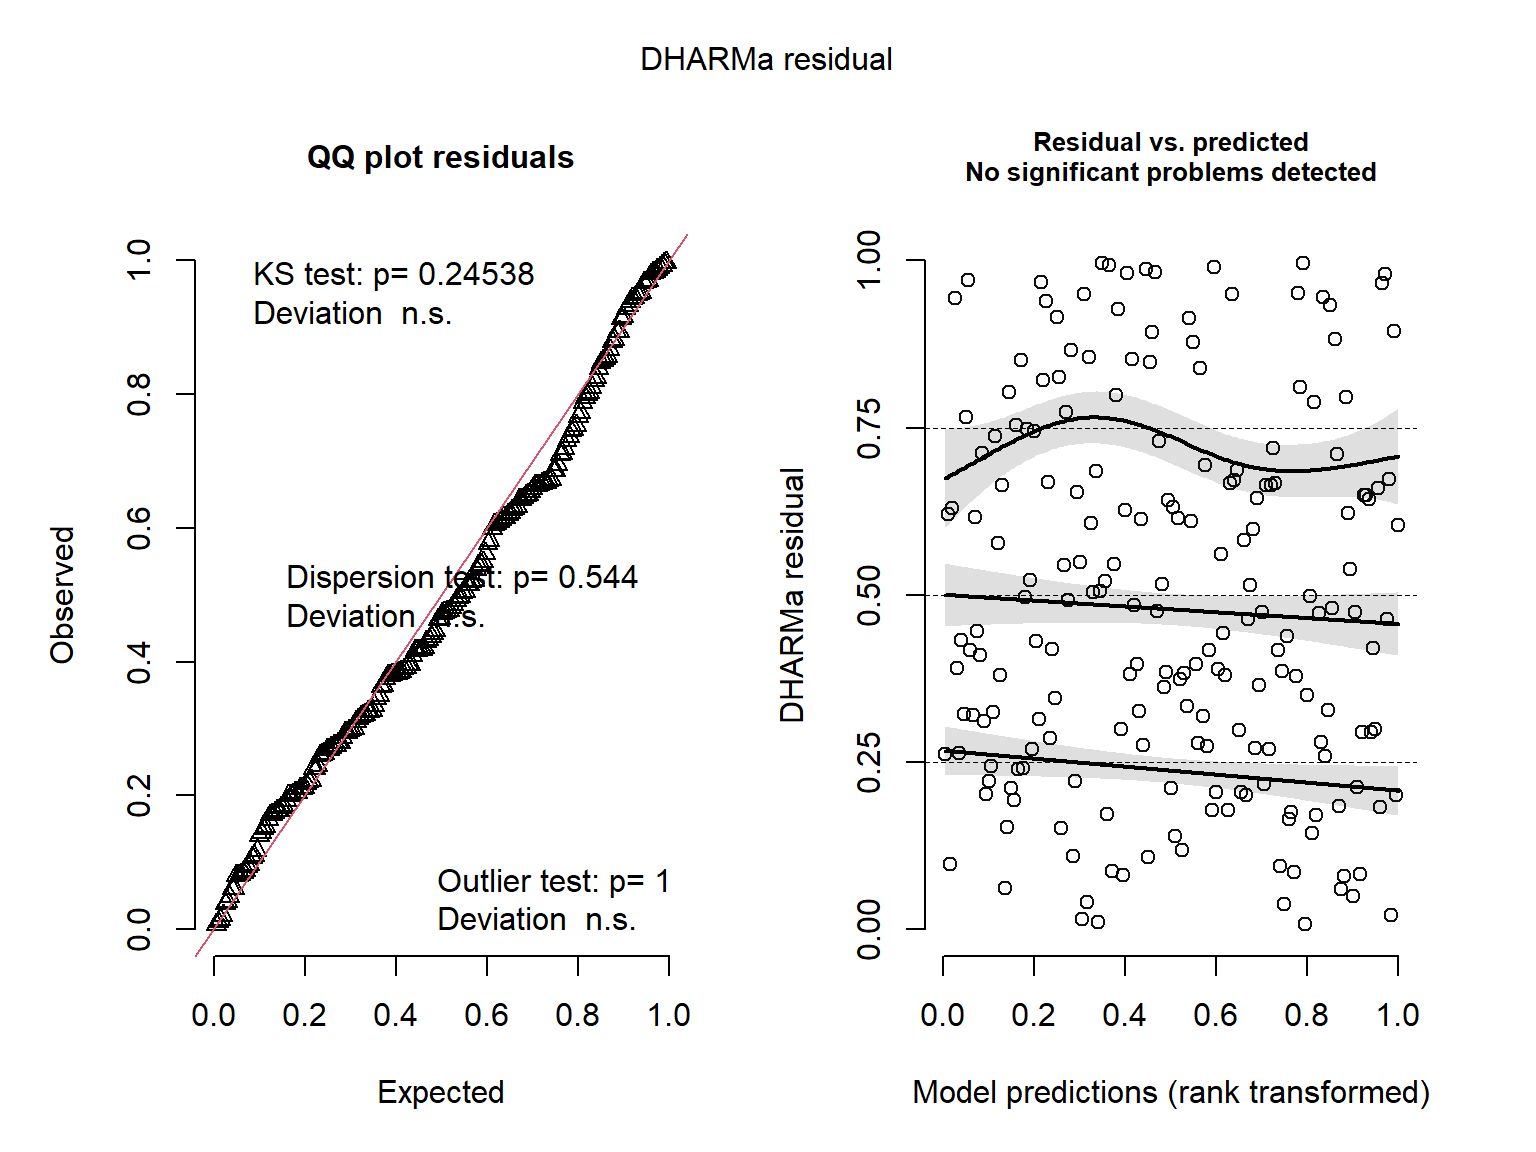 DHARMa residual
QQ plot residuals
KS test: p= 0.24538
Deviation  n.s.
Dispersion test: p= 0.544
Deviation  n.s.
Outlier test: p= 1
Deviation  n.s.
Observed
0.0
0.2
0.4
0.6
0.8
1.0
0.0 0.2 0.4 0.6 0.8 1.0
Expected
Residual vs. predicted
No significant problems detected
DHARMa residual
0.00
0.25
0.50
0.75
1.00
0.0 0.2 0.4 0.6 0.8 1.0
Model predictions (rank transformed)